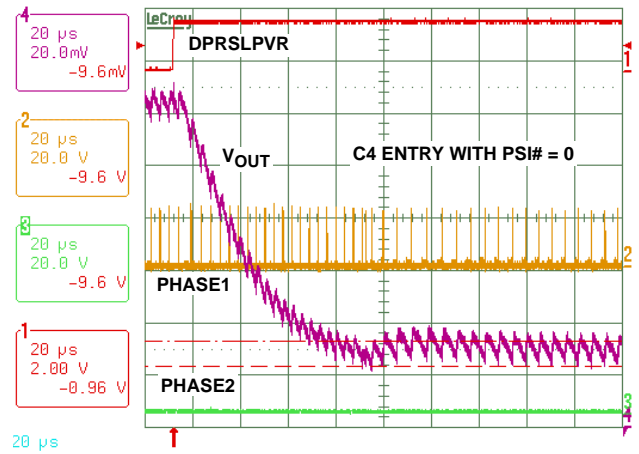 4
20 µs
20.0mV
-9.6mV
2
20 µs
20.0 V
-9.6 V
3
20 µs
20.0 V
-9.6 V
1
20 µs
2.00 V
-0.96 V
20 µs
LeCroy
DPRSLPVR
1
VOUT
C4 ENTRY WITH PSI# = 0
2
PHASE1
PHASE2
3
4